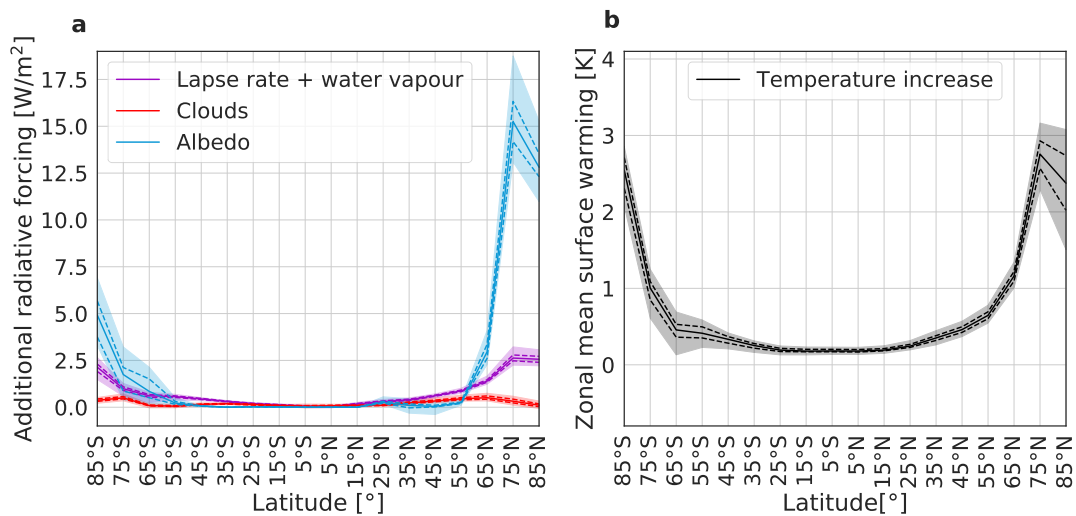 a
Additional radiative forcing [W/m²]
17.5
15.0
12.5
10.0
7.5
5.0
2.5
0.0
Lapse rate + water vapour
Clouds
Albedo
85°S 75°S 65°S 55°S 45°S 35°S 25°S 15°S 5°S 5°N 15°N 25°N 35°N 45°N 55°N 65°N 75°N 85°N
Latitude [°]
b
Zonal mean surface warming [K]
4
3
2
1
0
Temperature increase
85°S 75°S 65°S 55°S 45°S 35°S 25°S 15°S 5°S 5°N 15°N 25°N 35°N 45°N 55°N 65°N 75°N 85°N
Latitude[°]